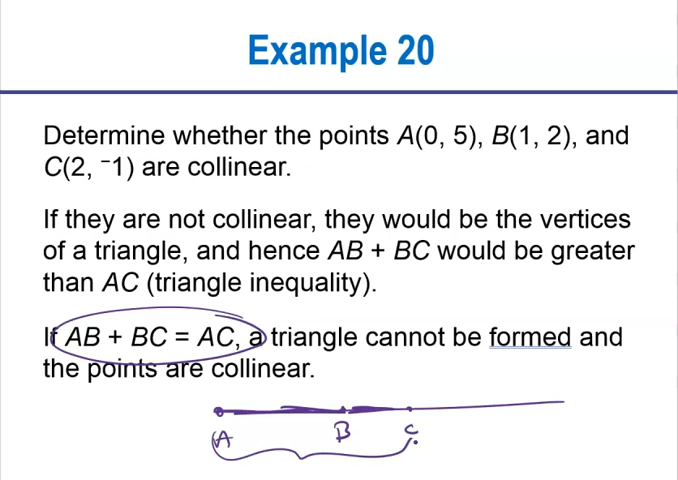 Example 20
Determine whether the points A(0, 5), B(1, 2), and
C(2, ⁻1) are collinear.
If they are not collinear, they would be the vertices
of a triangle, and hence AB + BC would be greater
than AC (triangle inequality).
If AB + BC = AC, a triangle cannot be formed and
the points are collinear.
A B C